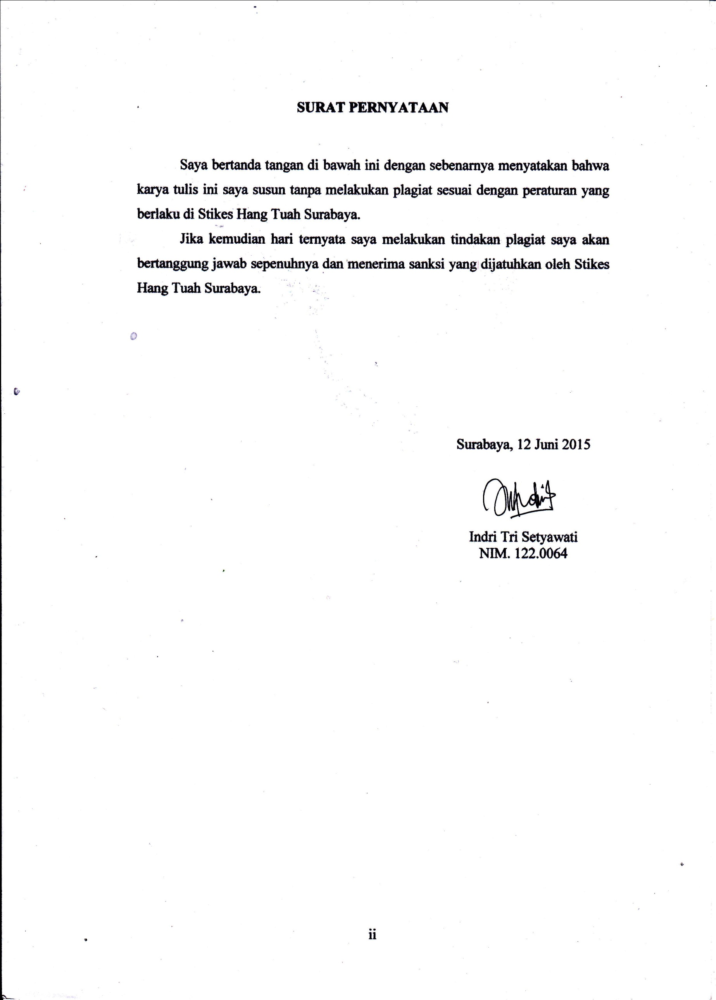 SURAT PERNYATAAN
Saya bertanda tangan di bawah ini dengan sebenarnya menyatakan bahwa
karya tulis ini saya susun tanpa melakukan plagiat sesuai dengan peraturan yang
berlaku di Stikes Hang Tuah Surabaya.
Jika kemudian hari ternyata saya melakukan tindakan plagiat saya akan
bertanggung jawab sepenuhnya dan menerima sanksi yang dijatuhkan oleh Stikes
Hang Tuah Surabaya.
Surabaya, 12 Juni 2015
Indri Tri Setyawati
NIM. 122.0064
ii